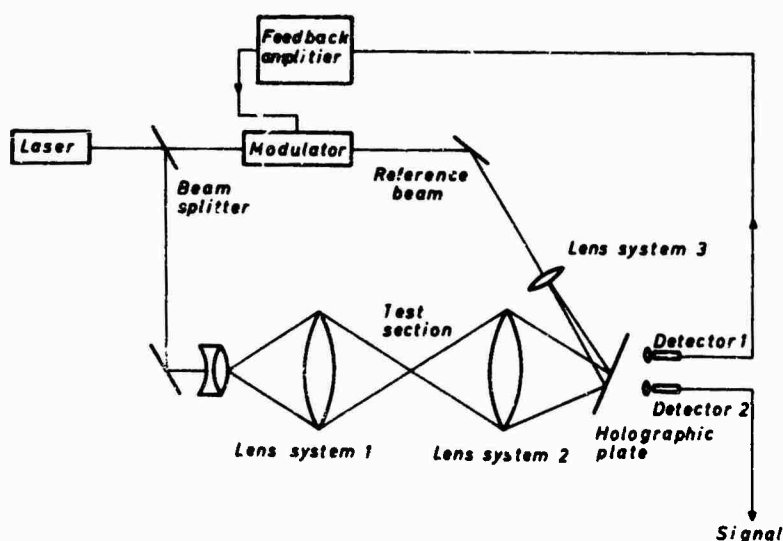 Feedback
amplitier
Laser
Modulator
Beam
splitter
Reference
beam
Lens system 3
Test
section
Detector 1
Detector 2
Lens system 1
Lens system 2
Holographic
plate
Signal